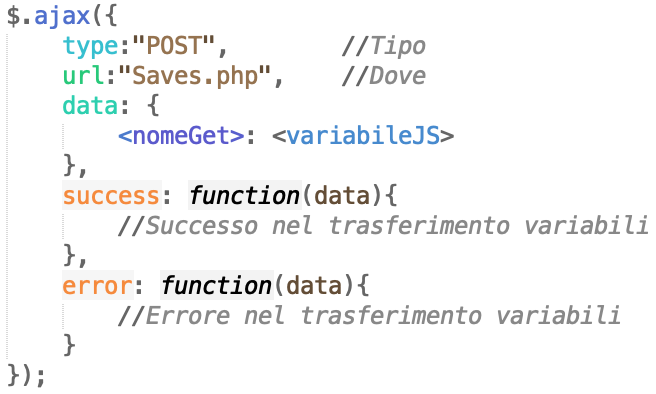 $.ajax({
type:"POST", //Tipo
url:"Saves.php", //Dove
data: {
<nomeGet>: <variabileJS>
},
success: function(data){
//Successo nel trasferimento variabili
},
error: function(data){
//Errore nel trasferimento variabili
}
});